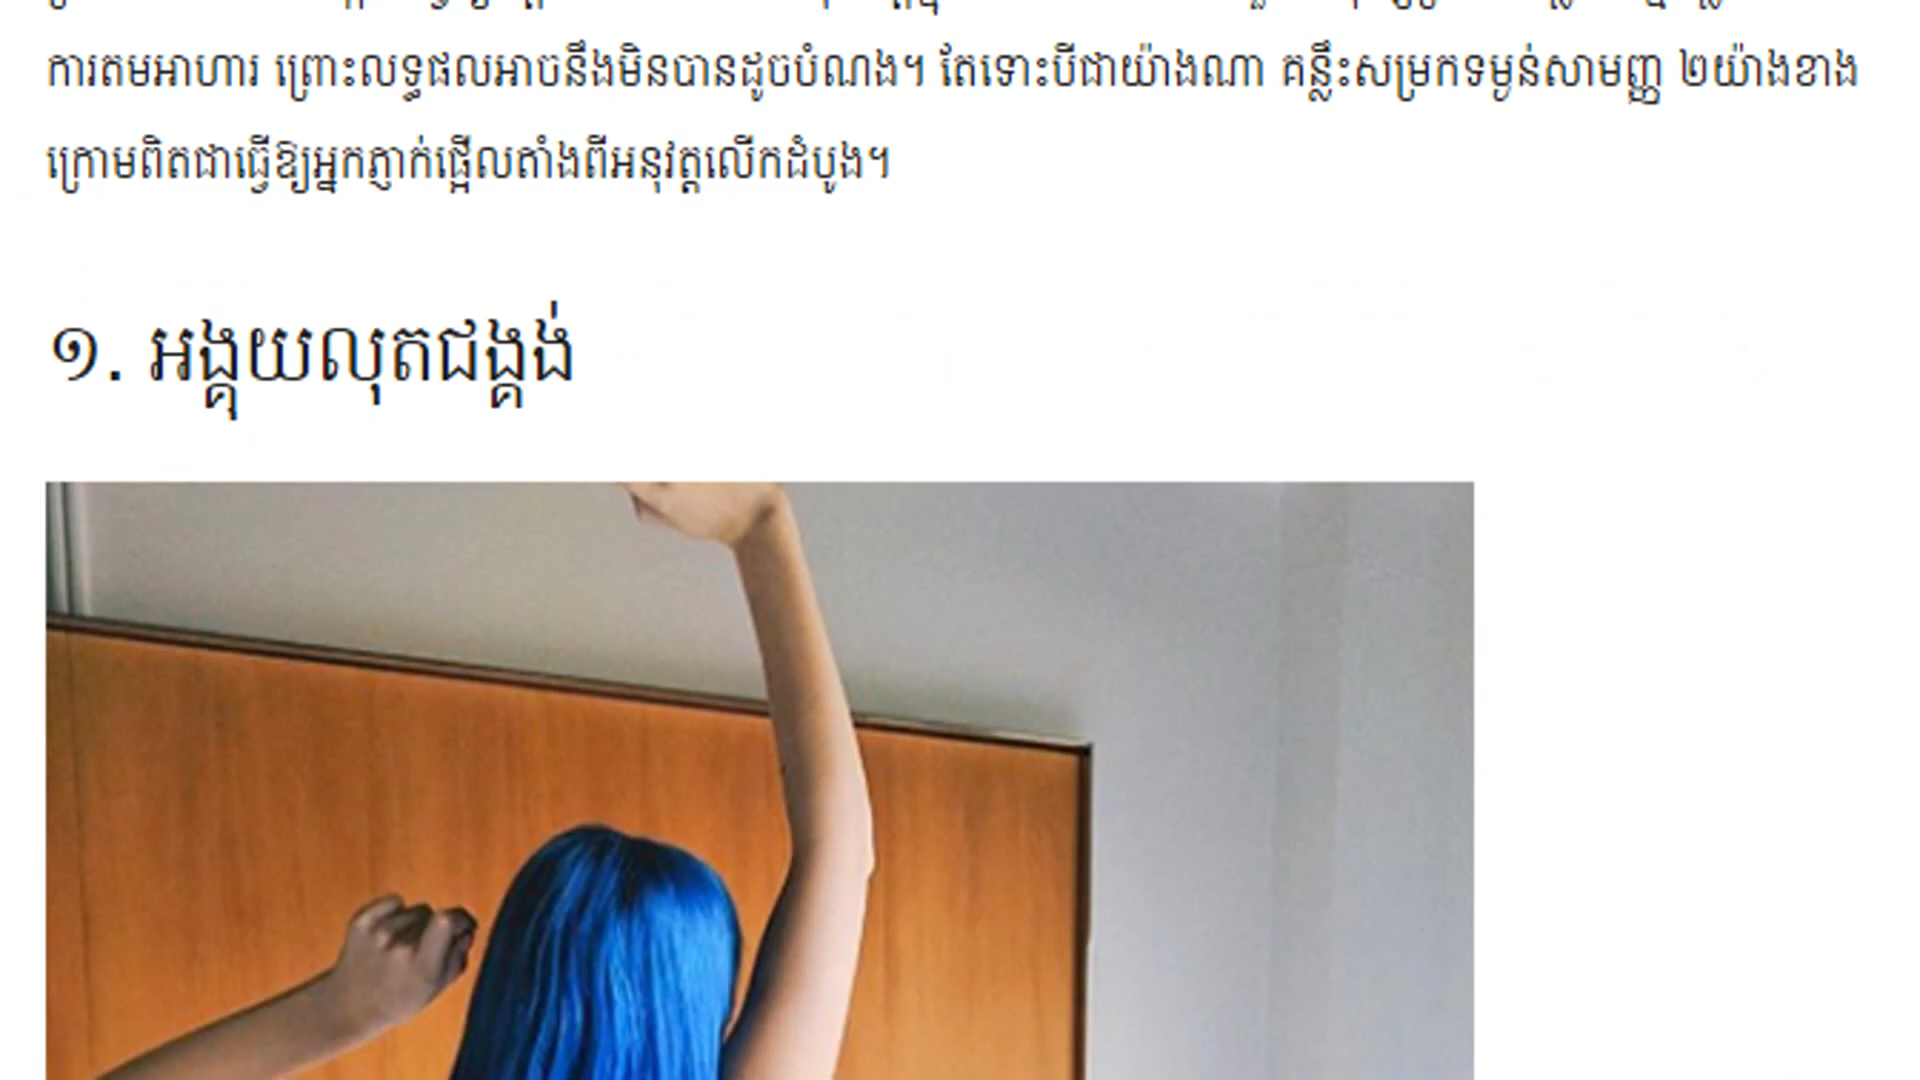 ការតមអាហារ ព្រោះលទ្ធផលអាចនឹងមិនបានដូចបំណង។ តែទោះបីជាយ៉ាងណា គន្លឹះសម្រកទម្ងន់សាមញ្ញ ២យ៉ាងខាង
ក្រោមពិតជាធ្វើឱ្យអ្នកភ្ញាក់ផ្អើលតាំងពីអនុវត្តលើកដំបូង។
១. អង្គុយលុតជង្គង់